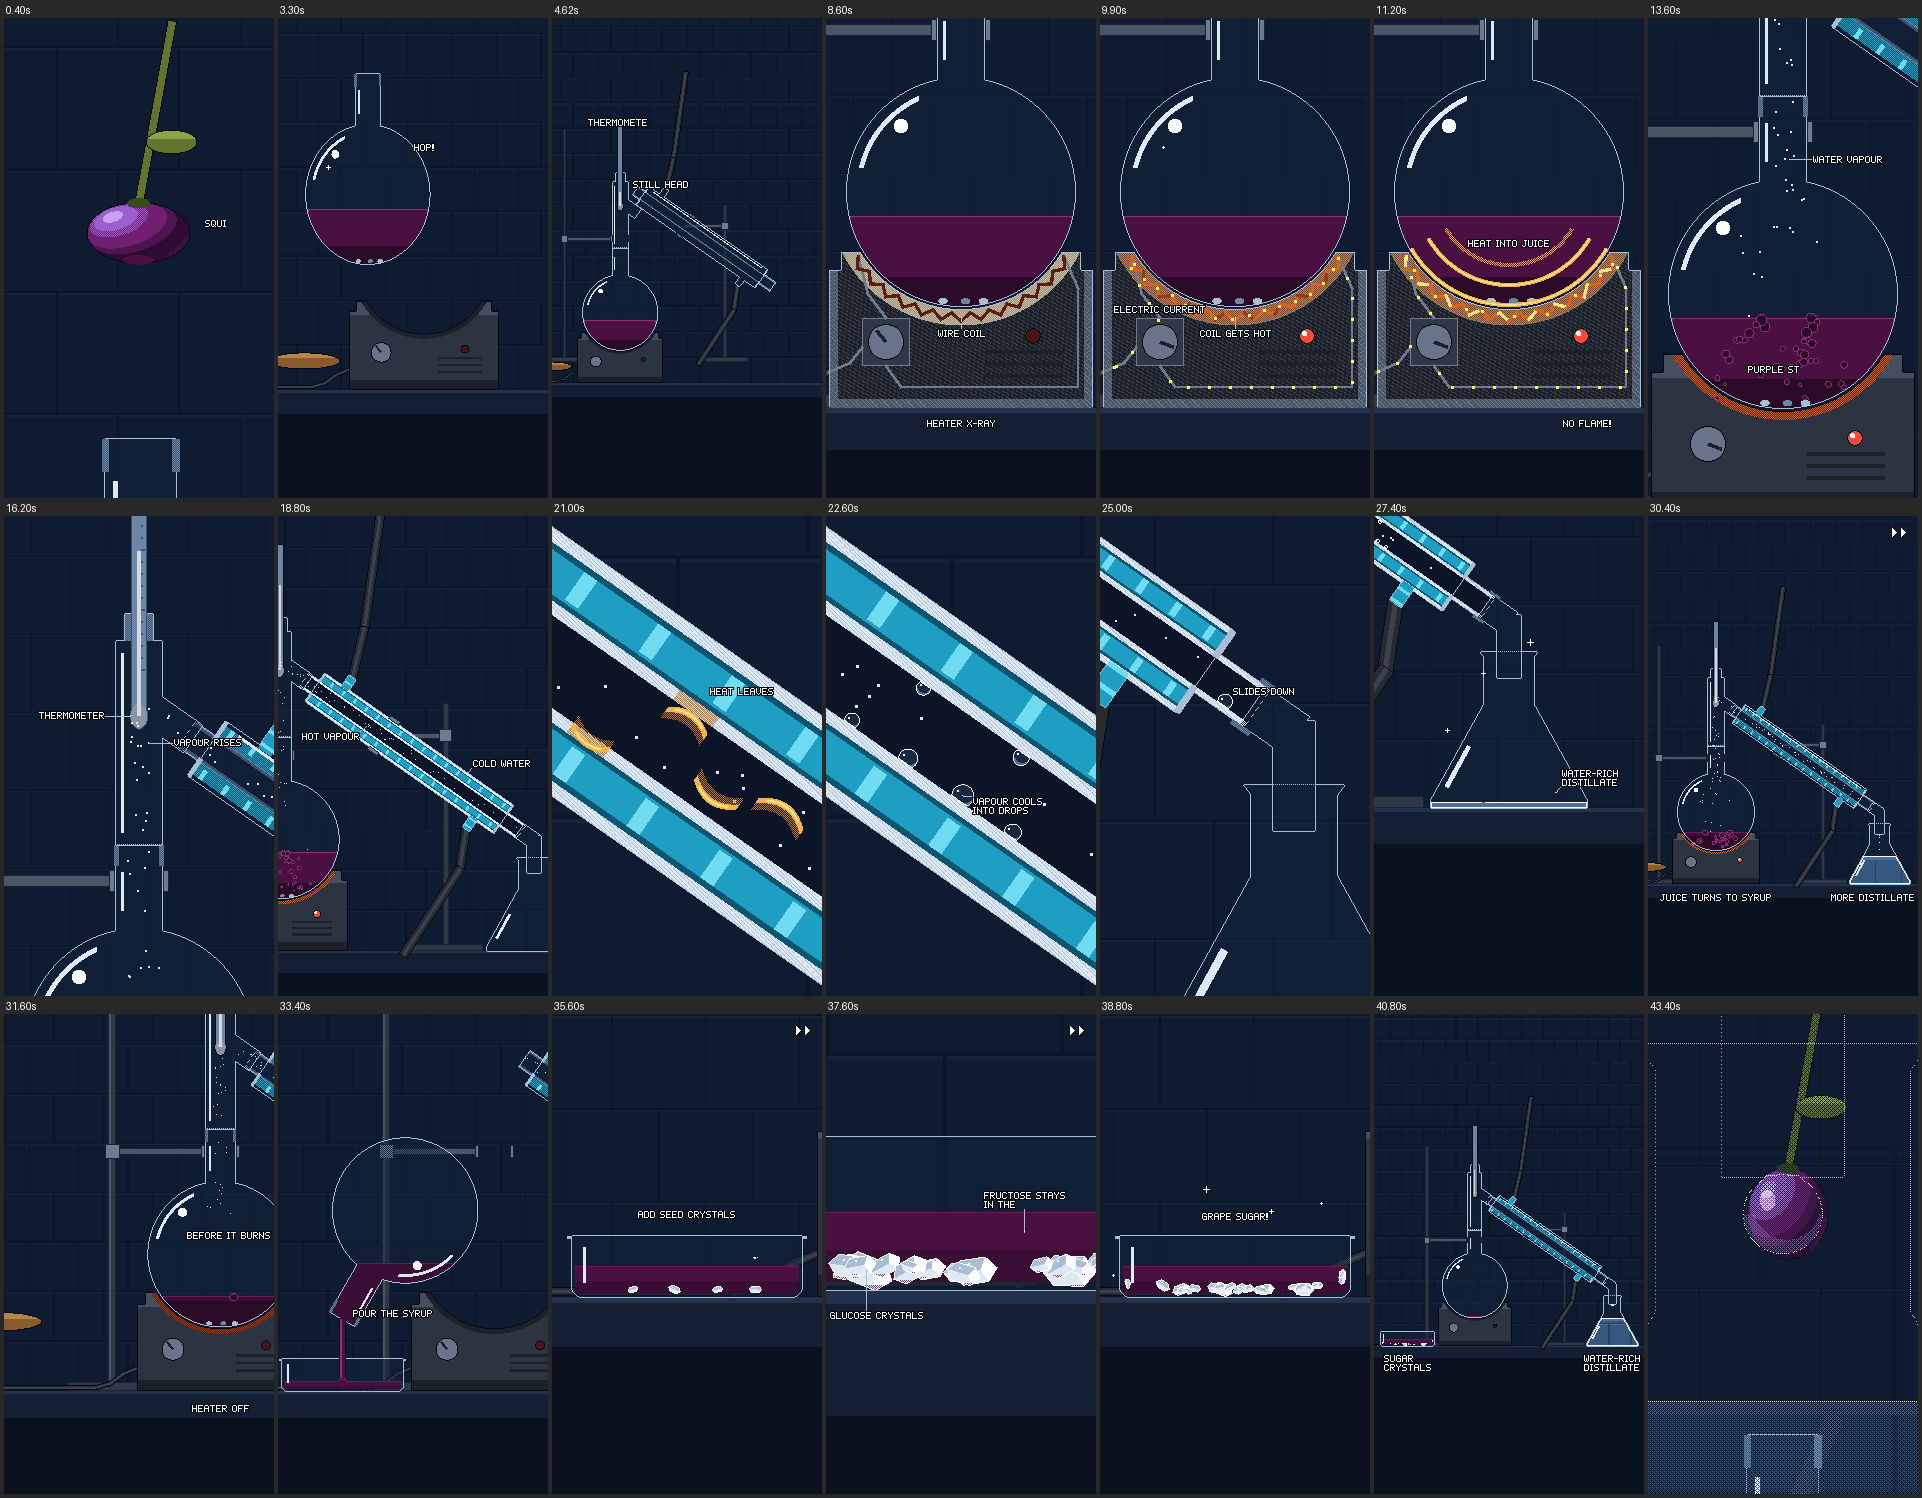 0.40s
SQUI
3.30s
HOP!
4.62s
THERMOMETE
STILL HEAD
8.60s
WIRE COIL
HEATER X-RAY
9.90s
ELECTRIC CURRENT
COIL GETS HOT
11.20s
HEAT INTO JUICE
NO FLAME!
13.60s
WATER VAPOUR
PURPLE ST
16.20s
THERMOMETER
VAPOUR RISES
18.80s
HOT VAPOUR
COLD WATER
21.00s
HEAT LEAVES
22.60s
VAPOUR COOLS
INTO DROPS
25.00s
SLIDES DOWN
27.40s
WATER-RICH
DISTILLATE
30.40s
JUICE TURNS TO SYRUP
MORE DISTILLATE
31.60s
BEFORE IT BURNS
HEATER OFF
33.40s
POUR THE SYRUP
35.60s
ADD SEED CRYSTALS
37.60s
FRUCTOSE STAYS
IN THE
GLUCOSE CRYSTALS
38.80s
GRAPE SUGAR!
40.80s
SUGAR
CRYSTALS
WATER-RICH
DISTILLATE
43.40s